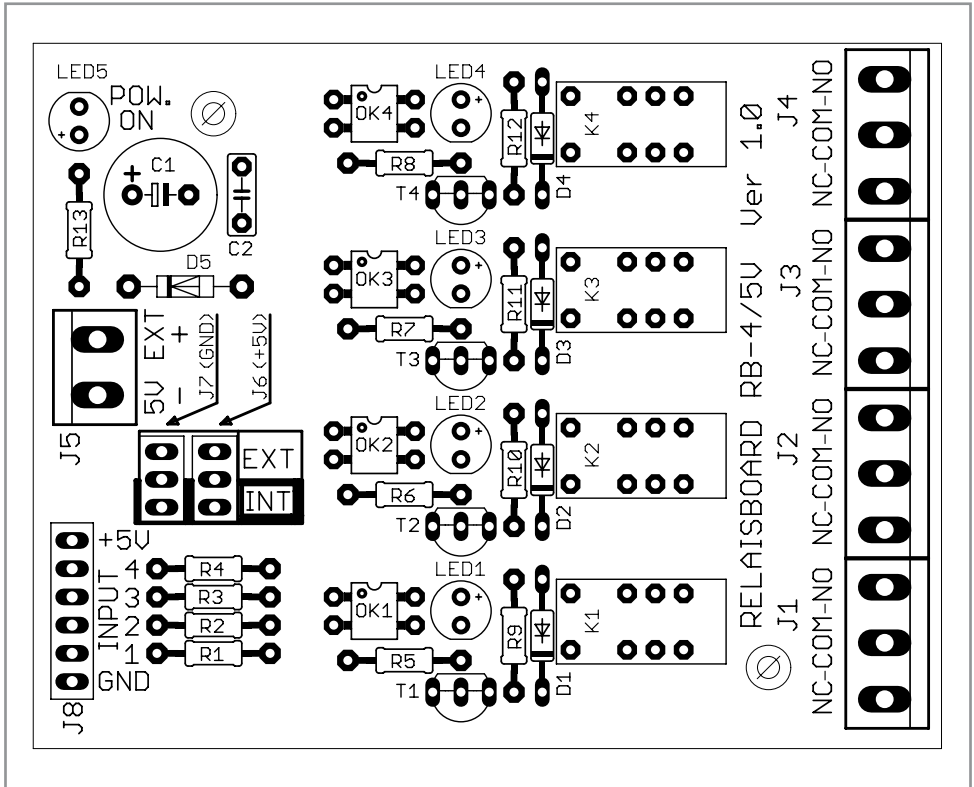 LED5
POW.
ON
+
+
C1
R13
C2
D5
J5
5V EXT
- +
J7 (GND)
J6 (+5V)
EXT
INT
J8
INPUT
+5V
4
3
2
1
GND
R4
R3
R2
R1
OK4
LED4
+
R8
T4
R12
D4
K4
OK3
LED3
+
R7
T3
R11
D3
K3
OK2
LED2
+
R6
T2
R10
D2
K2
OK1
LED1
+
R5
T1
R9
D1
K1
RELAISBOARD RB-4/5V Ver 1.0
J4
NC-COM-NO
J3
NC-COM-NO
J2
NC-COM-NO
J1
NC-COM-NO